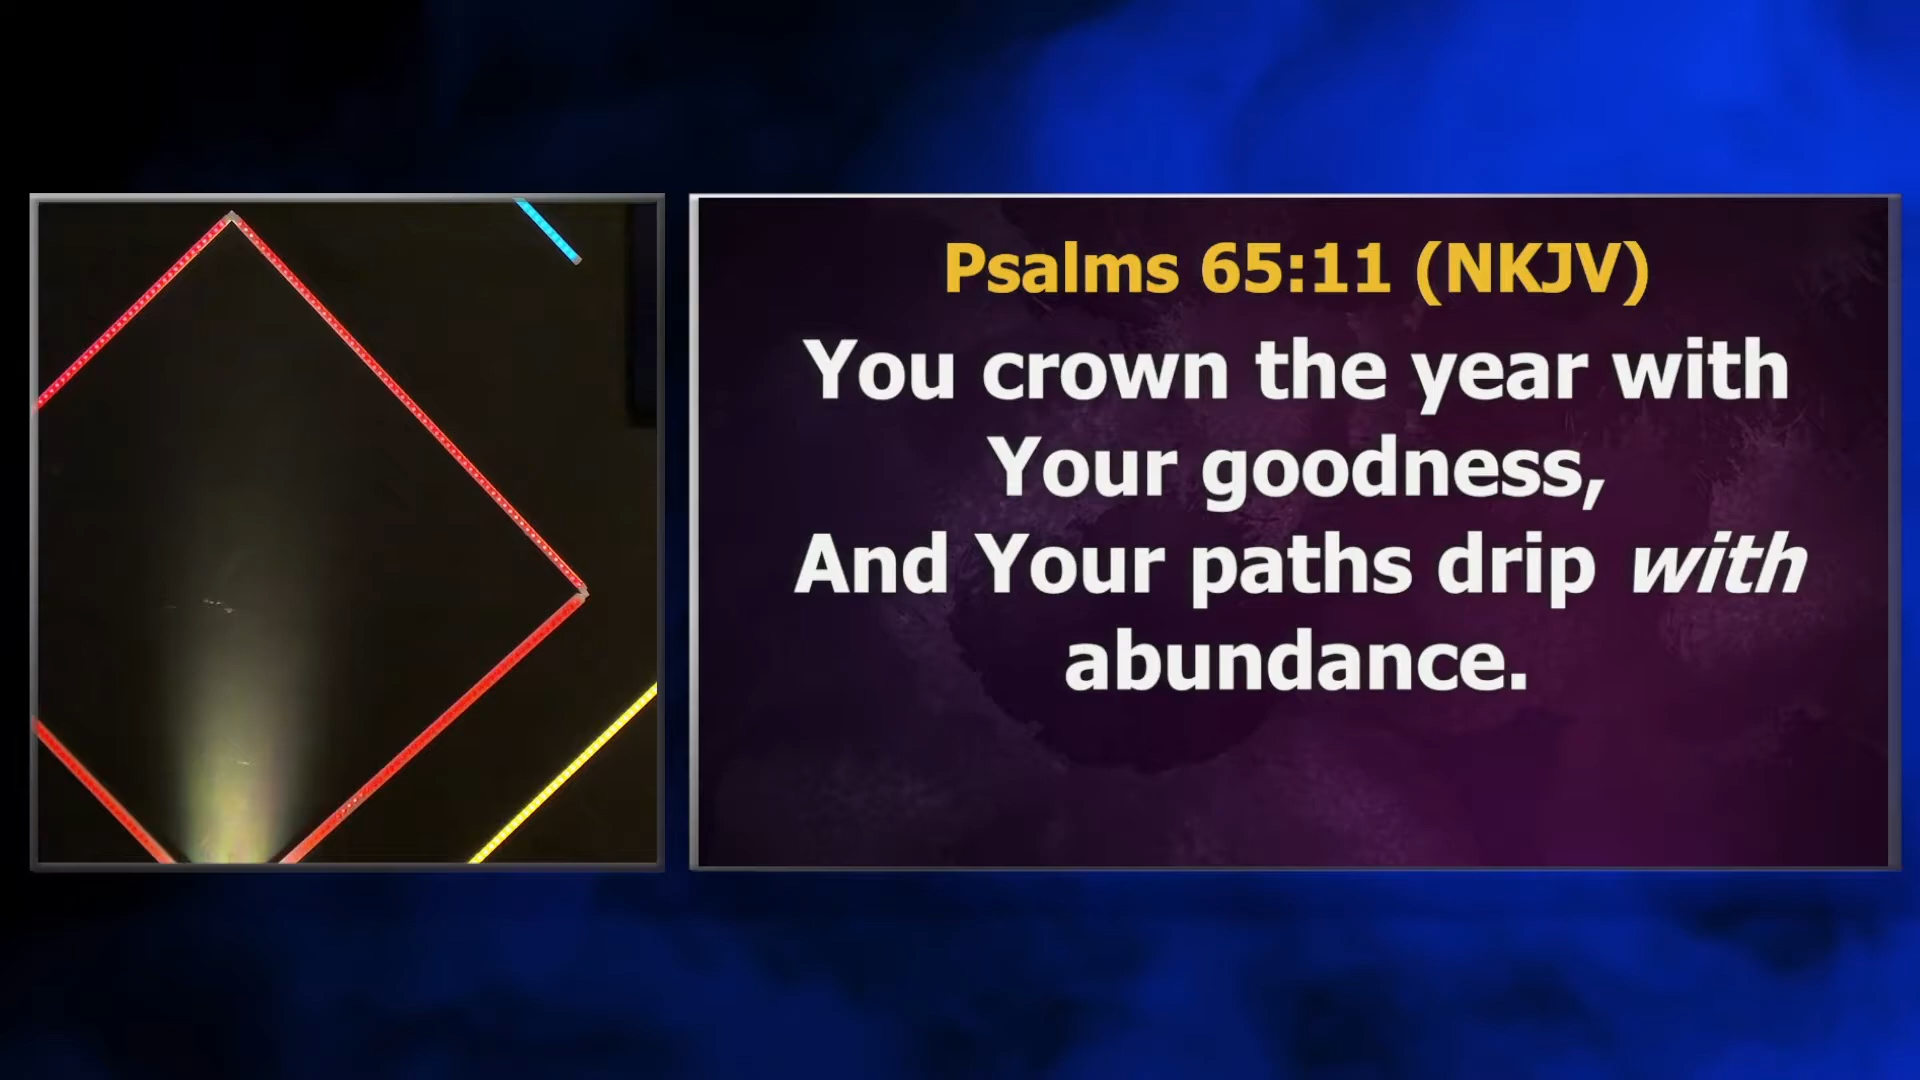 Psalms 65:11 (NKJV)
You crown the year with
Your goodness,
And Your paths drip with
abundance.